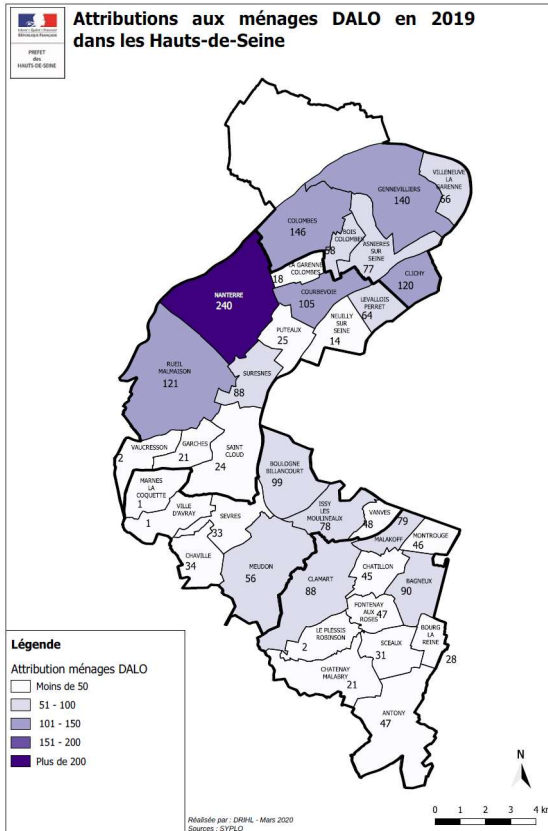 Attributions aux ménages DALO en 2019
dans les Hauts-de-Seine
PREFET
des
HAUTS-DE-SEINE
VILLENEUVE
LA
GARENNE
66
GENNEVILLIERS
140
COLOMBES
146
BOIS
COLOMBES
58
ASNIERES
SUR
SEINE
77
LA GARENNE
COLOMBES
18
CLICHY
120
NANTERRE
240
COURBEVOIE
105
LEVALLOIS
PERRET
64
NEUILLY
SUR
SEINE
14
PUTEAUX
25
RUEIL
MALMAISON
121
SURESNES
88
VAUCRESSON
2
GARCHES
21
SAINT
CLOUD
24
BOULOGNE
BILLANCOURT
99
MARNES
LA
COQUETTE
1
VILLE
D'AVRAY
1
SEVRES
33
ISSY
LES
MOULINEAUX
78
VANVES
48
79
MALAKOFF
MONTROUGE
46
CHAVILLE
34
MEUDON
56
CLAMART
88
CHATILLON
45
BAGNEUX
90
FONTENAY
AUX
ROSES
47
LE PLESSIS
ROBINSON
2
SCEAUX
31
BOURG
LA
REINE
28
CHATENAY
MALABRY
21
ANTONY
47
Légende
Attribution ménages DALO
Moins de 50
51 - 100
101 - 150
151 - 200
Plus de 200
N
0 1 2 3 4 km
Réalisée par : DRIHL - Mars 2020
Sources : SYPLO